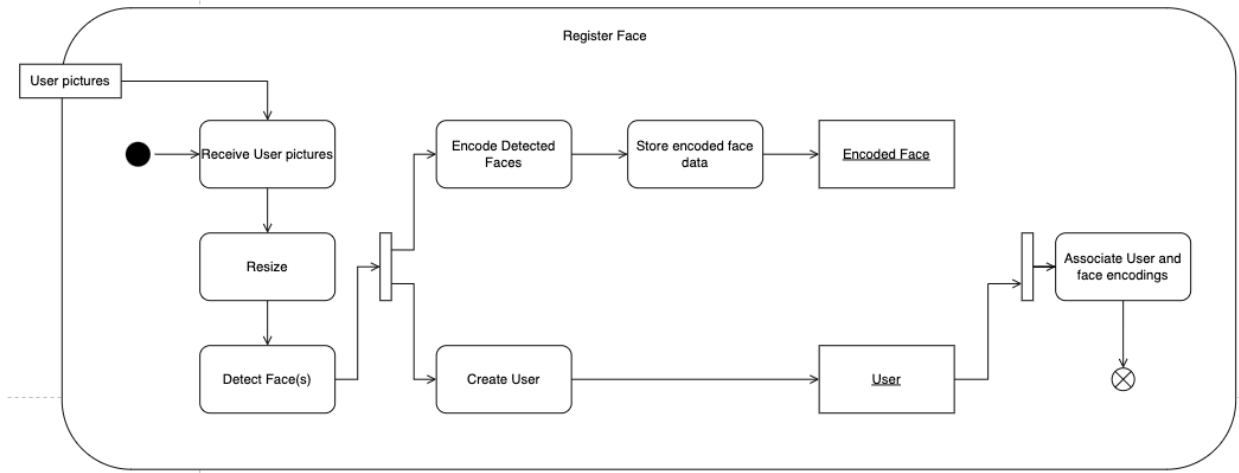 Register Face
User pictures
Receive User pictures
Encode Detected
Faces
Store encoded face
data
Encoded Face
Resize
Associate User and
face encodings
Detect Face(s)
Create User
User